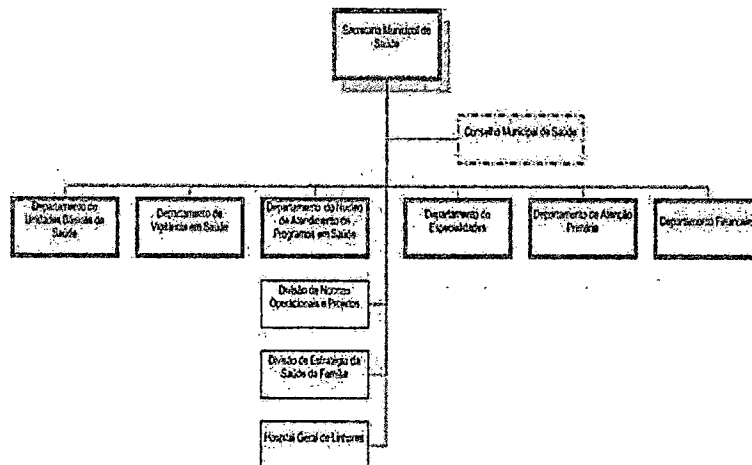 Secretaria Municipal de
Saúde
Conselho Municipal de Saúde
Departamento de
Unidades Básicas de
Saúde
Departamento de
Vigilância em Saúde
Departamento do Núcleo
de Atendimento de
Programas em Saúde
Departamento de
Especialidades
Departamento de Atenção
Primária
Departamento Financeiro
Divisão de Normas
Operacionais e Projetos
Divisão de Estratégia da
Saúde da Família
Hospital Geral de Linhares